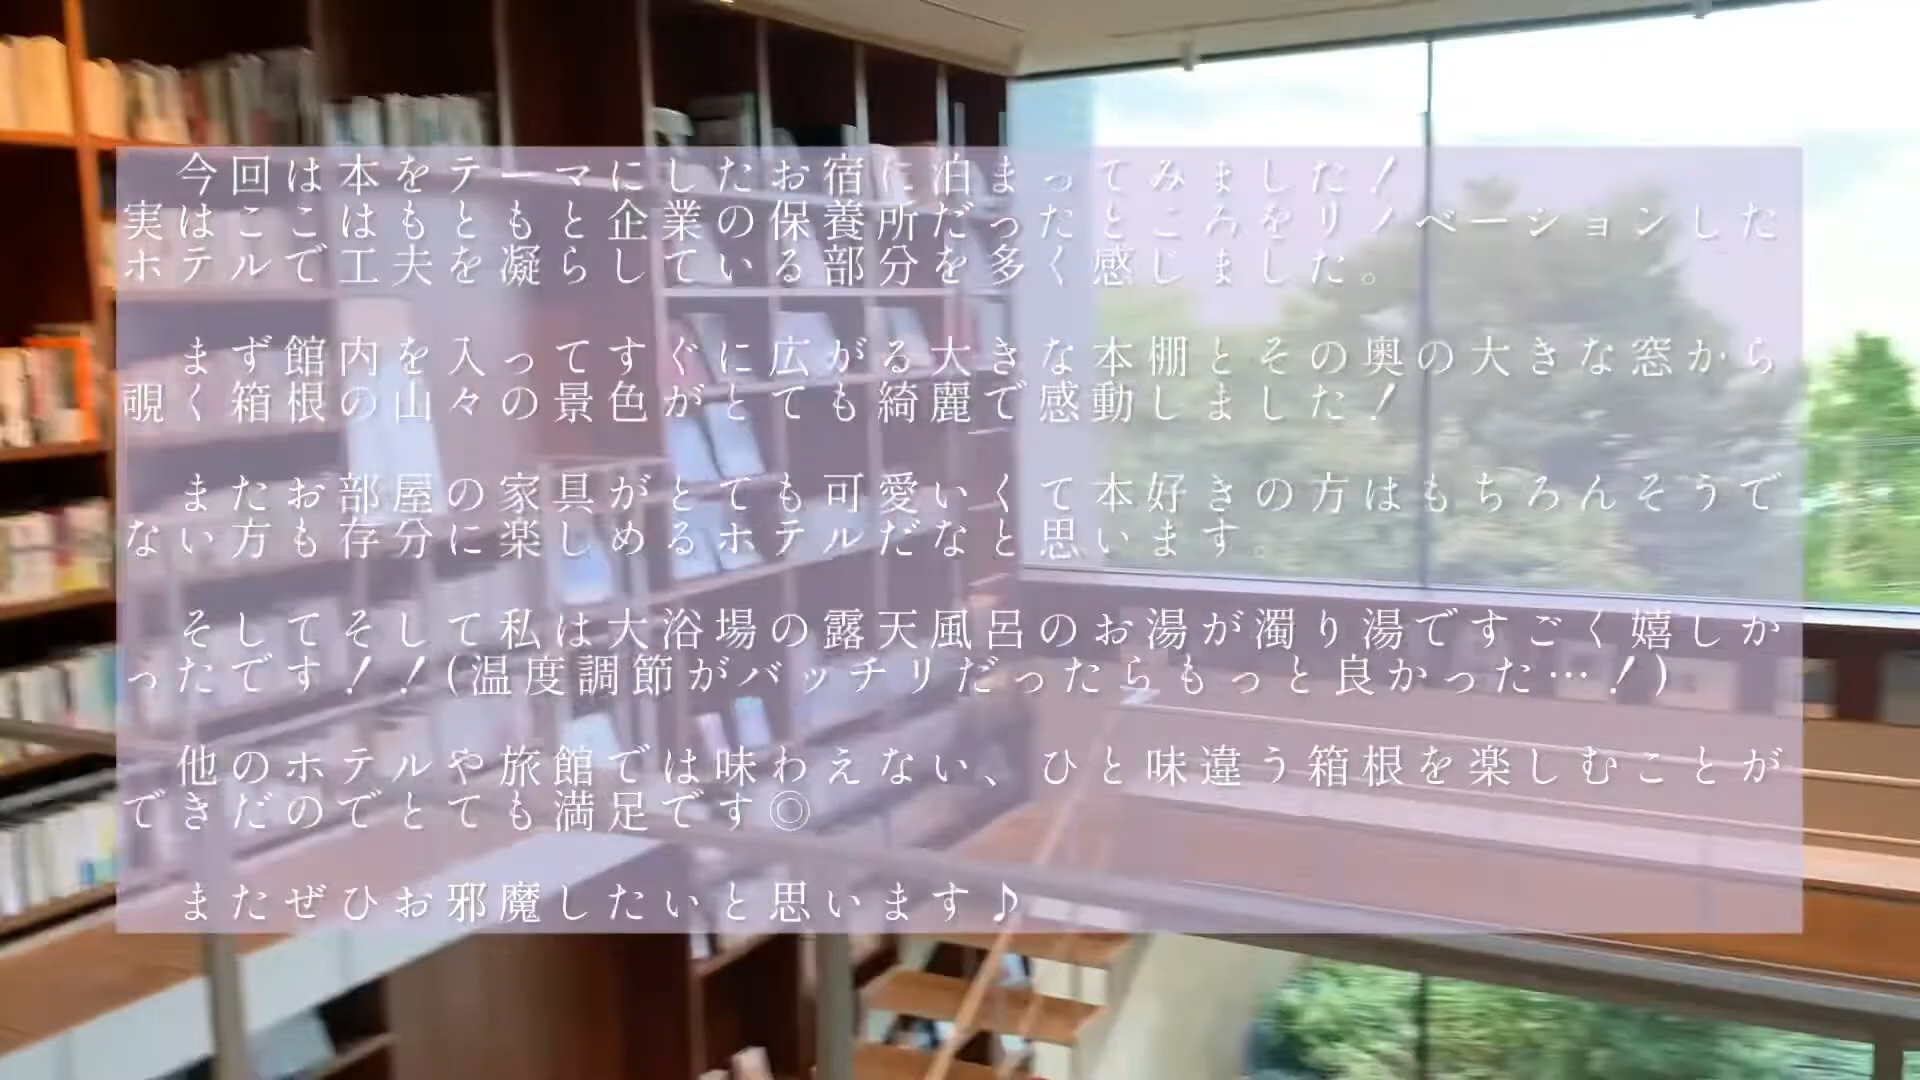 今回は本をテーマにしたお宿に泊まってみました！
実はここはもともと企業の保養所だったところをリノベーションした
ホテルで工夫を凝らしている部分を多く感じました。
まず館内を入ってすぐに広がる大きな本棚とその奥の大きな窓から
覗く箱根の山々の景色がとても綺麗で感動しました！
またお部屋の家具がとても可愛いくて本好きの方はもちろんそうで
ない方も存分に楽しめるホテルだなと思います。
そしてそして私は大浴場の露天風呂のお湯が濁り湯ですごく嬉しか
ったです！！(温度調節がバッチリだったらもっと良かった…！)
他のホテルや旅館では味わえない、ひと味違う箱根を楽しむことが
できだのでとても満足です◎
またぜひお邪魔したいと思います♪